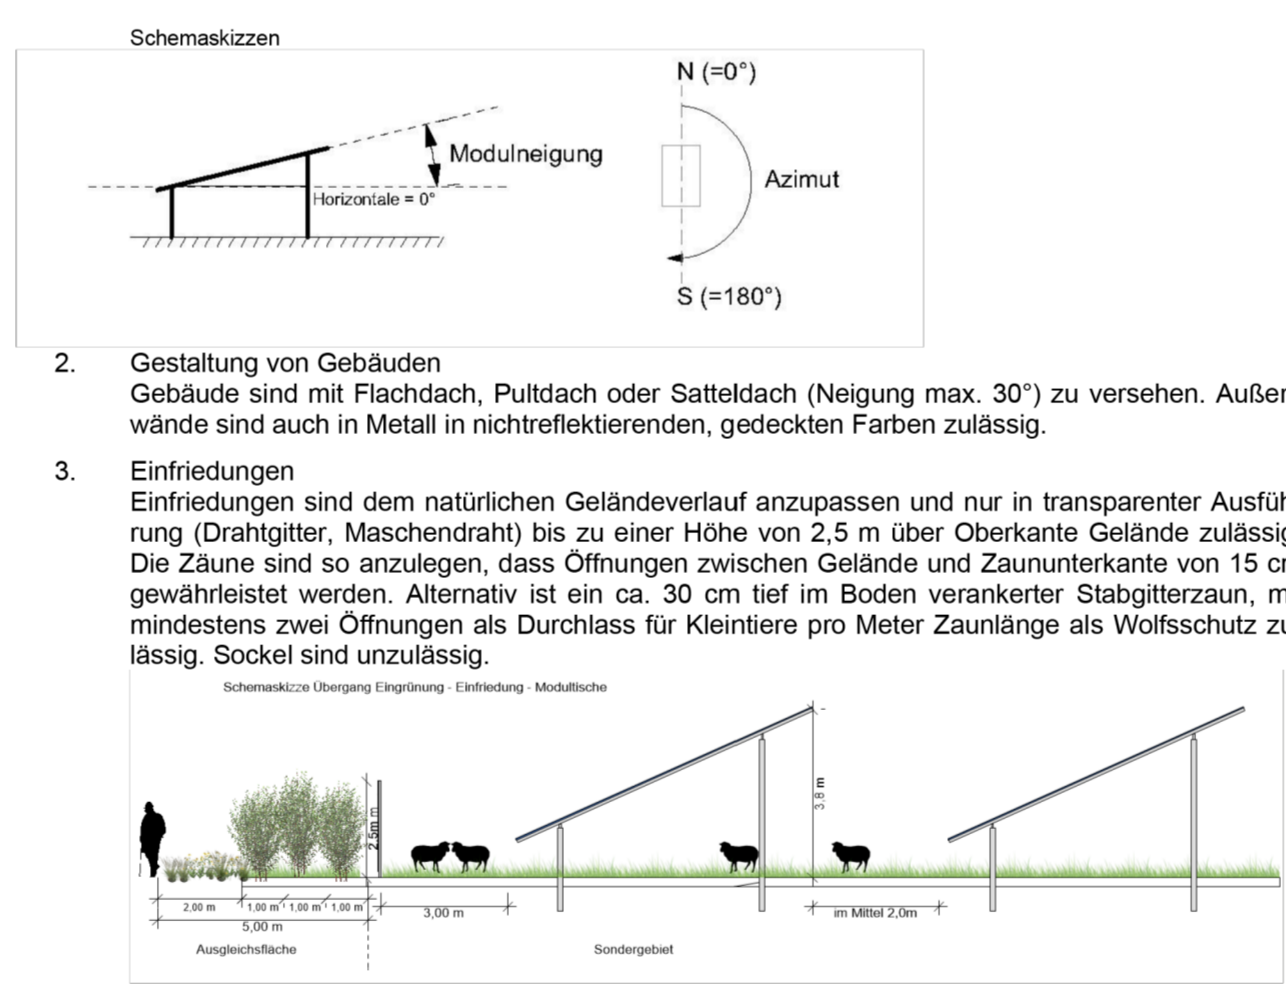 Schemaskizzen
N (=0°)
Modulneigung
Azimut
Horizontale = 0°
S (=180°)
2. Gestaltung von Gebäuden
Gebäude sind mit Flachdach, Pultdach oder Satteldach (Neigung max. 30°) zu versehen. Außen
wände sind auch in Metall in nichtreflektierenden, gedeckten Farben zulässig.
3. Einfriedungen
Einfriedungen sind dem natürlichen Geländeverlauf anzupassen und nur in transparenter Ausfüh
rung (Drahtgitter, Maschendraht) bis zu einer Höhe von 2,5 m über Oberkante Gelände zulässig
Die Zäune sind so anzulegen, dass Öffnungen zwischen Gelände und Zaununterkante von 15 c
gewährleistet werden. Alternativ ist ein ca. 30 cm tief im Boden verankerter Stabgitterzaun, m
mindestens zwei Öffnungen als Durchlass für Kleintiere pro Meter Zaunlänge als Wolfsschutz zu
lässig. Sockel sind unzulässig.
Schemaskizze Übergang Eingrünung - Einfriedung - Modultische
3,8 m
2,5m m
2,00 m
1,00 m
1,00 m
1,00 m
3,00 m
im Mittel 2,0m
5,00 m
Ausgleichsfläche
Sondergebiet